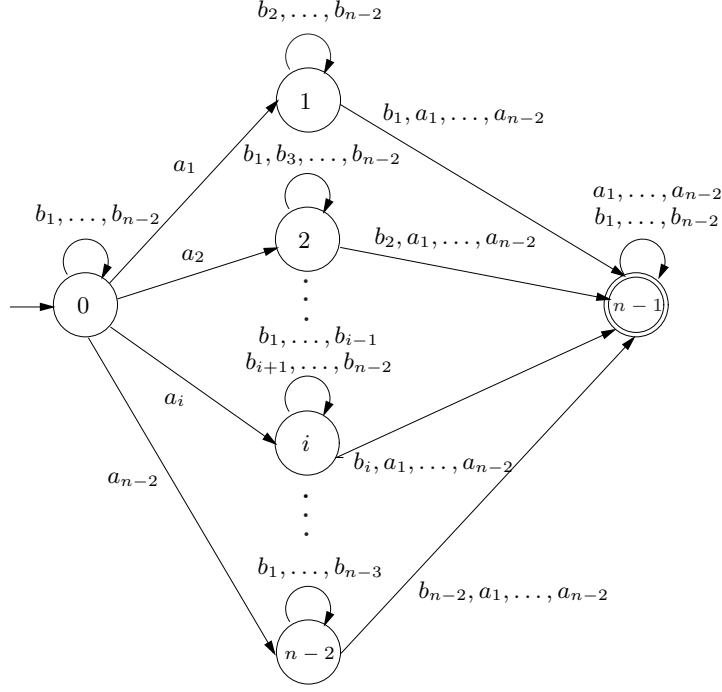 b_2, ..., b_{n-2}
1
b_1, a_1, ..., a_{n-2}
a_1
b_1, b_3, ..., b_{n-2}
b_1, ..., b_{n-2}
a_1, ..., a_{n-2}
b_1, ..., b_{n-2}
a_2
2
b_2, a_1, ..., a_{n-2}
0
n − 1
b_1, ..., b_{i-1}
b_{i+1}, ..., b_{n-2}
a_i
i
b_i, a_1, ..., a_{n-2}
a_{n-2}
b_1, ..., b_{n-3}
b_{n-2}, a_1, ..., a_{n-2}
n − 2